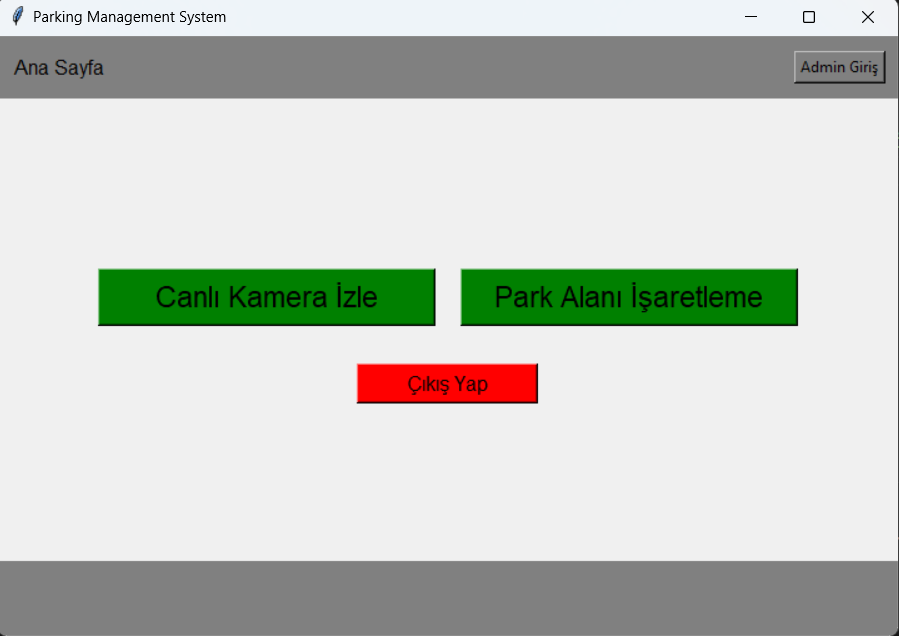 Parking Management System
Ana Sayfa
Admin Giriş
Canlı Kamera İzle
Park Alanı İşaretleme
Çıkış Yap